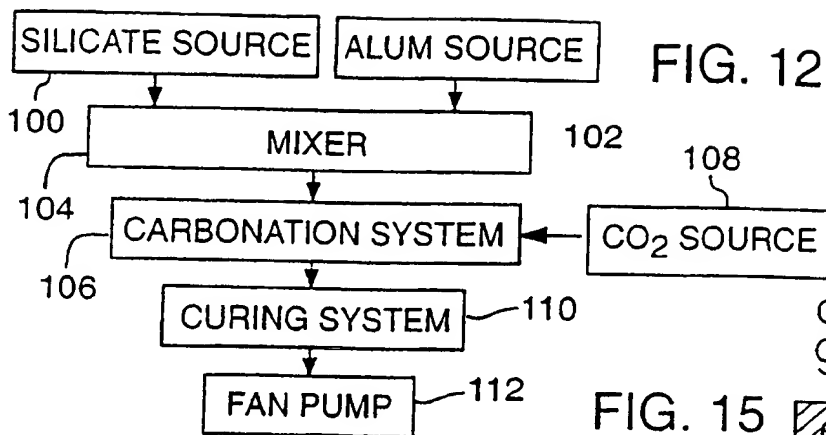 SILICATE SOURCE
ALUM SOURCE
FIG. 12
100
MIXER
102
104
108
CARBONATION SYSTEM
CO2 SOURCE
106
CURING SYSTEM
110
FAN PUMP
112
FIG. 15